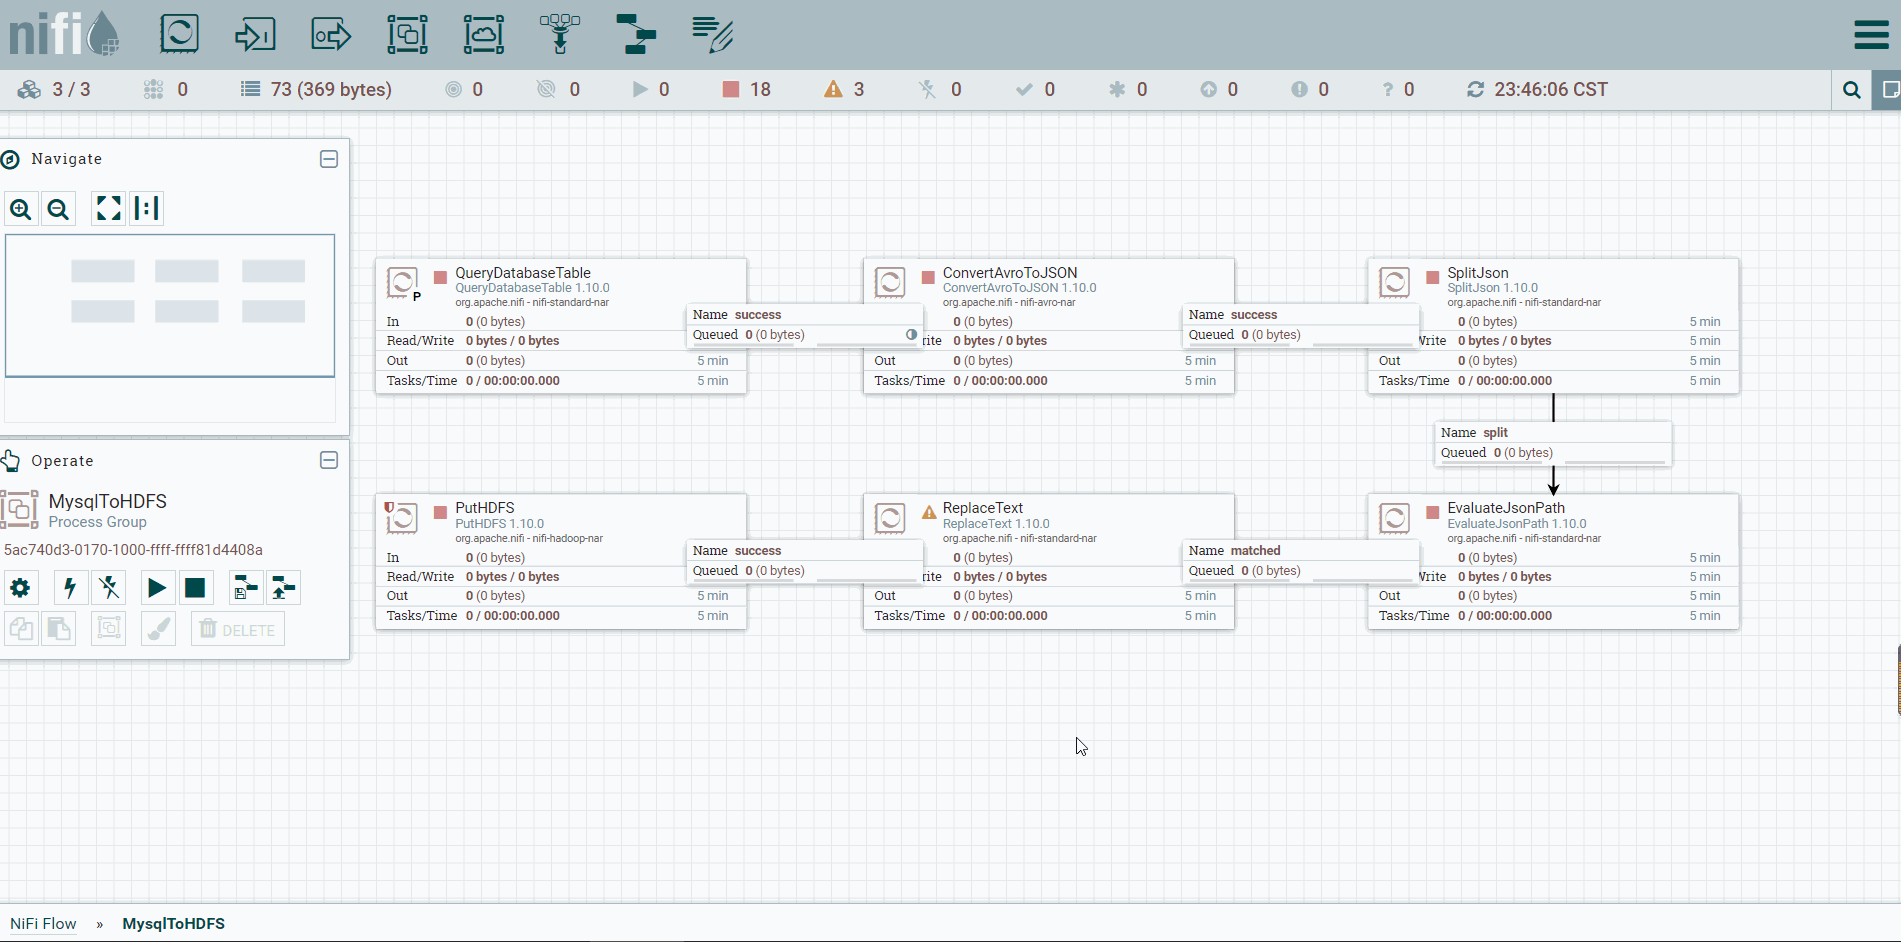 nifi
3 / 3 0 73 (369 bytes) 0 0 0 18 3 0 0 0 0 0 ? 0 23:46:06 CST
Navigate
Operate
MysqlToHDFS
Process Group
5ac740d3-0170-1000-ffff-ffff81d4408a
DELETE
QueryDatabaseTable
QueryDatabaseTable 1.10.0
org.apache.nifi - nifi-standard-nar
P
In 0 (0 bytes)
Read/Write 0 bytes / 0 bytes
Out 0 (0 bytes) 5 min
Tasks/Time 0 / 00:00:00.000 5 min
Name success
Queued 0 (0 bytes)
ConvertAvroToJSON
ConvertAvroToJSON 1.10.0
org.apache.nifi - nifi-avro-nar
0 (0 bytes)
rite 0 bytes / 0 bytes
Out 0 (0 bytes) 5 min
Tasks/Time 0 / 00:00:00.000 5 min
Name success
Queued 0 (0 bytes)
SplitJson
SplitJson 1.10.0
org.apache.nifi - nifi-standard-nar
0 (0 bytes) 5 min
Write 0 bytes / 0 bytes 5 min
Out 0 (0 bytes) 5 min
Tasks/Time 0 / 00:00:00.000 5 min
Name split
Queued 0 (0 bytes)
PutHDFS
PutHDFS 1.10.0
org.apache.nifi - nifi-hadoop-nar
In 0 (0 bytes)
Read/Write 0 bytes / 0 bytes
Out 0 (0 bytes) 5 min
Tasks/Time 0 / 00:00:00.000 5 min
Name success
Queued 0 (0 bytes)
ReplaceText
ReplaceText 1.10.0
org.apache.nifi - nifi-standard-nar
0 (0 bytes)
rite 0 bytes / 0 bytes
Out 0 (0 bytes) 5 min
Tasks/Time 0 / 00:00:00.000 5 min
Name matched
Queued 0 (0 bytes)
EvaluateJsonPath
EvaluateJsonPath 1.10.0
org.apache.nifi - nifi-standard-nar
0 (0 bytes) 5 min
Write 0 bytes / 0 bytes 5 min
Out 0 (0 bytes) 5 min
Tasks/Time 0 / 00:00:00.000 5 min
NiFi Flow » MysqlToHDFS